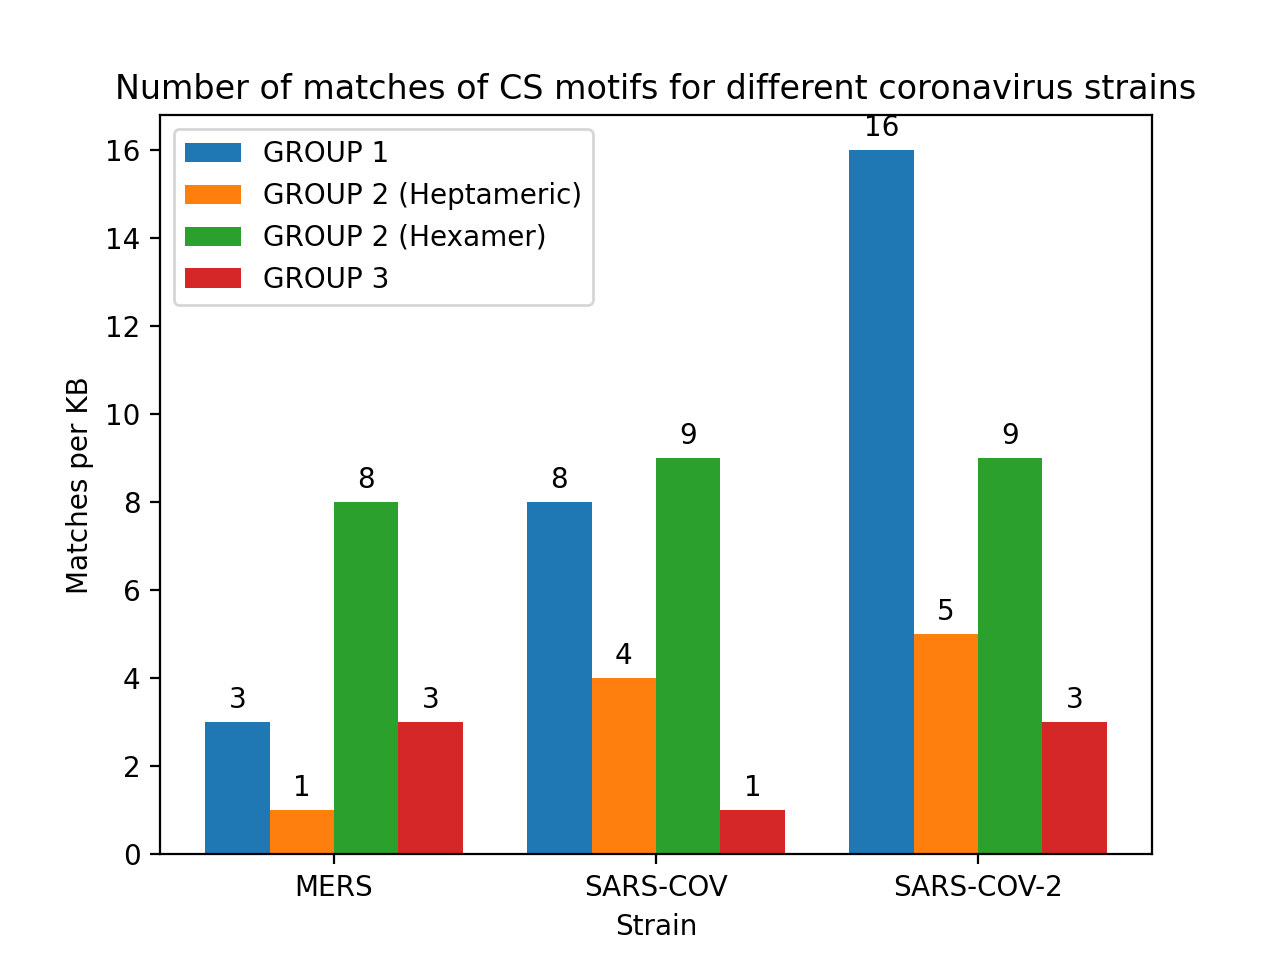 Number of matches of CS motifs for different coronavirus strains
16
GROUP 1
GROUP 2 (Heptameric)
GROUP 2 (Hexamer)
GROUP 3
16
14
12
10
8
6
4
2
0
Matches per KB
3
1
8
3
8
4
9
1
5
9
3
MERS
SARS-COV
SARS-COV-2
Strain